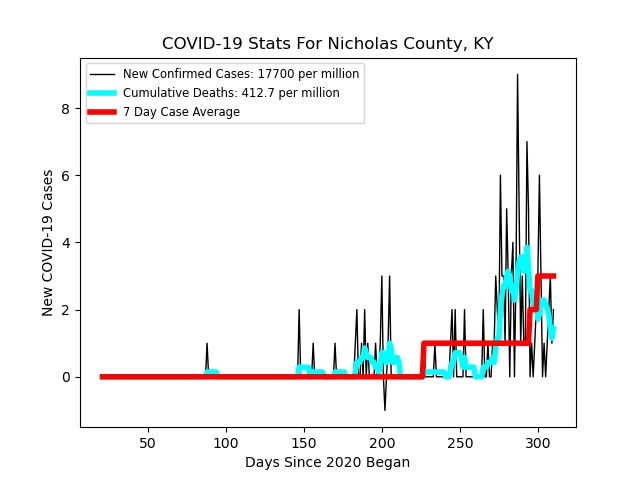 COVID-19 Stats For Nicholas County, KY
New Confirmed Cases: 17700 per million
Cumulative Deaths: 412.7 per million
7 Day Case Average
New COVID-19 Cases
8
6
4
2
0
50 100 150 200 250 300
Days Since 2020 Began